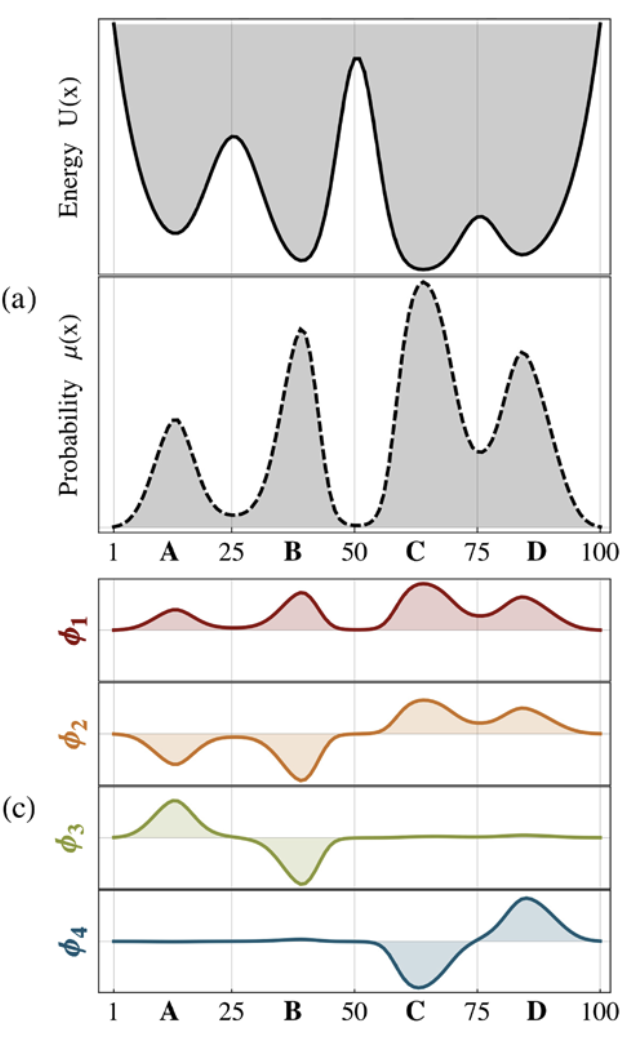 (a)
Energy U(x)
Probability μ(x)
1 A 25 B 50 C 75 D 100
(c)
ϕ1
ϕ2
ϕ3
ϕ4
1 A 25 B 50 C 75 D 100